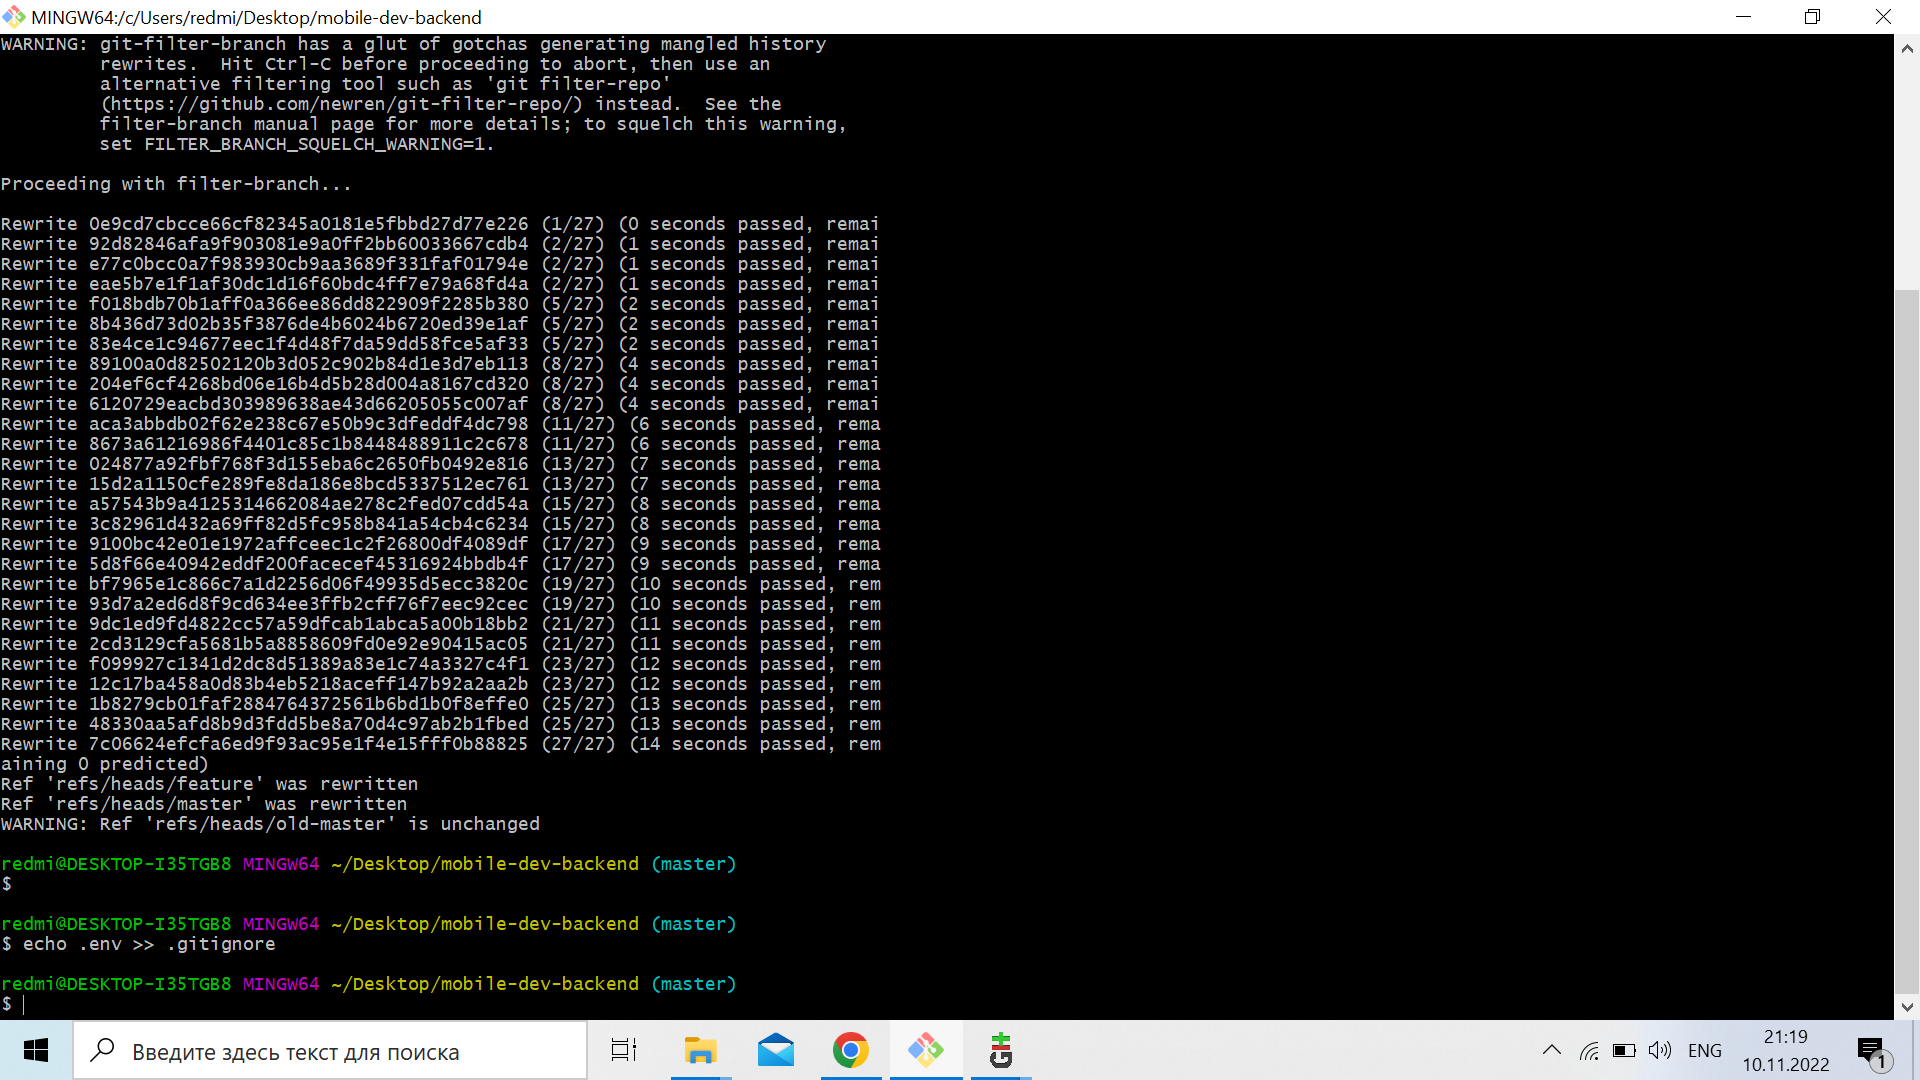 MINGW64:/c/Users/redmi/Desktop/mobile-dev-backend
WARNING: git-filter-branch has a glut of gotchas generating mangled history
rewrites.  Hit Ctrl-C before proceeding to abort, then use an
alternative filtering tool such as 'git filter-repo'
(https://github.com/newren/git-filter-repo/) instead.  See the
filter-branch manual page for more details; to squelch this warning,
set FILTER_BRANCH_SQUELCH_WARNING=1.
Proceeding with filter-branch...
Rewrite 0e9cd7cbcce66cf82345a0181e5fbbd27d77e226 (1/27) (0 seconds passed, remai
Rewrite 92d82846afa9f903081e9a0ff2bb60033667cdb4 (2/27) (1 seconds passed, remai
Rewrite e77c0bcc0a7f983930cb9aa3689f331faf01794e (2/27) (1 seconds passed, remai
Rewrite eae5b7e1f1af30dc1d16f60bdc4ff7e79a68fd4a (2/27) (1 seconds passed, remai
Rewrite f018bdb70b1aff0a366ee86dd822909f2285b380 (5/27) (2 seconds passed, remai
Rewrite 8b436d73d02b35f3876de4b6024b6720ed39e1af (5/27) (2 seconds passed, remai
Rewrite 83e4ce1c94677eec1f4d48f7da59dd58fce5af33 (5/27) (2 seconds passed, remai
Rewrite 89100a0d82502120b3d052c902b84d1e3d7eb113 (8/27) (4 seconds passed, remai
Rewrite 204ef6cf4268bd06e16b4d5b28d004a8167cd320 (8/27) (4 seconds passed, remai
Rewrite 6120729eacbd303989638ae43d66205055c007af (8/27) (4 seconds passed, remai
Rewrite aca3abbdb02f62e238c67e50b9c3dfeddf4dc798 (11/27) (6 seconds passed, rema
Rewrite 8673a61216986f4401c85c1b8448488911c2c678 (11/27) (6 seconds passed, rema
Rewrite 024877a92fbf768f3d155eba6c2650fb0492e816 (13/27) (7 seconds passed, rema
Rewrite 15d2a1150cfe289fe8da186e8bcd5337512ec761 (13/27) (7 seconds passed, rema
Rewrite a57543b9a4125314662084ae278c2fed07cdd54a (15/27) (8 seconds passed, rema
Rewrite 3c82961d432a69ff82d5fc958b841a54cb4c6234 (15/27) (8 seconds passed, rema
Rewrite 9100bc42e01e1972affceec1c2f26800df4089df (17/27) (9 seconds passed, rema
Rewrite 5d8f66e40942eddf200facecef45316924bbdb4f (17/27) (9 seconds passed, rema
Rewrite bf7965e1c866c7a1d2256d06f49935d5ecc3820c (19/27) (10 seconds passed, rem
Rewrite 93d7a2ed6d8f9cd634ee3ffb2cff76f7eec92cec (19/27) (10 seconds passed, rem
Rewrite 9dc1ed9fd4822cc57a59dfcab1abca5a00b18bb2 (21/27) (11 seconds passed, rem
Rewrite 2cd3129cfa5681b5a8858609fd0e92e90415ac05 (21/27) (11 seconds passed, rem
Rewrite f099927c1341d2dc8d51389a83e1c74a3327c4f1 (23/27) (12 seconds passed, rem
Rewrite 12c17ba458a0d83b4eb5218aceff147b92a2aa2b (23/27) (12 seconds passed, rem
Rewrite 1b8279cb01faf2884764372561b6bd1b0f8effe0 (25/27) (13 seconds passed, rem
Rewrite 48330aa5afd8b9d3fdd5be8a70d4c97ab2b1fbed (25/27) (13 seconds passed, rem
Rewrite 7c06624efcfa6ed9f93ac95e1f4e15fff0b88825 (27/27) (14 seconds passed, rem
aining 0 predicted)
Ref 'refs/heads/feature' was rewritten
Ref 'refs/heads/master' was rewritten
WARNING: Ref 'refs/heads/old-master' is unchanged
redmi@DESKTOP-I35TGB8 MINGW64 ~/Desktop/mobile-dev-backend (master)
$
redmi@DESKTOP-I35TGB8 MINGW64 ~/Desktop/mobile-dev-backend (master)
$ echo .env >> .gitignore
redmi@DESKTOP-I35TGB8 MINGW64 ~/Desktop/mobile-dev-backend (master)
$
Введите здесь текст для поиска
ENG
21:19
10.11.2022
1